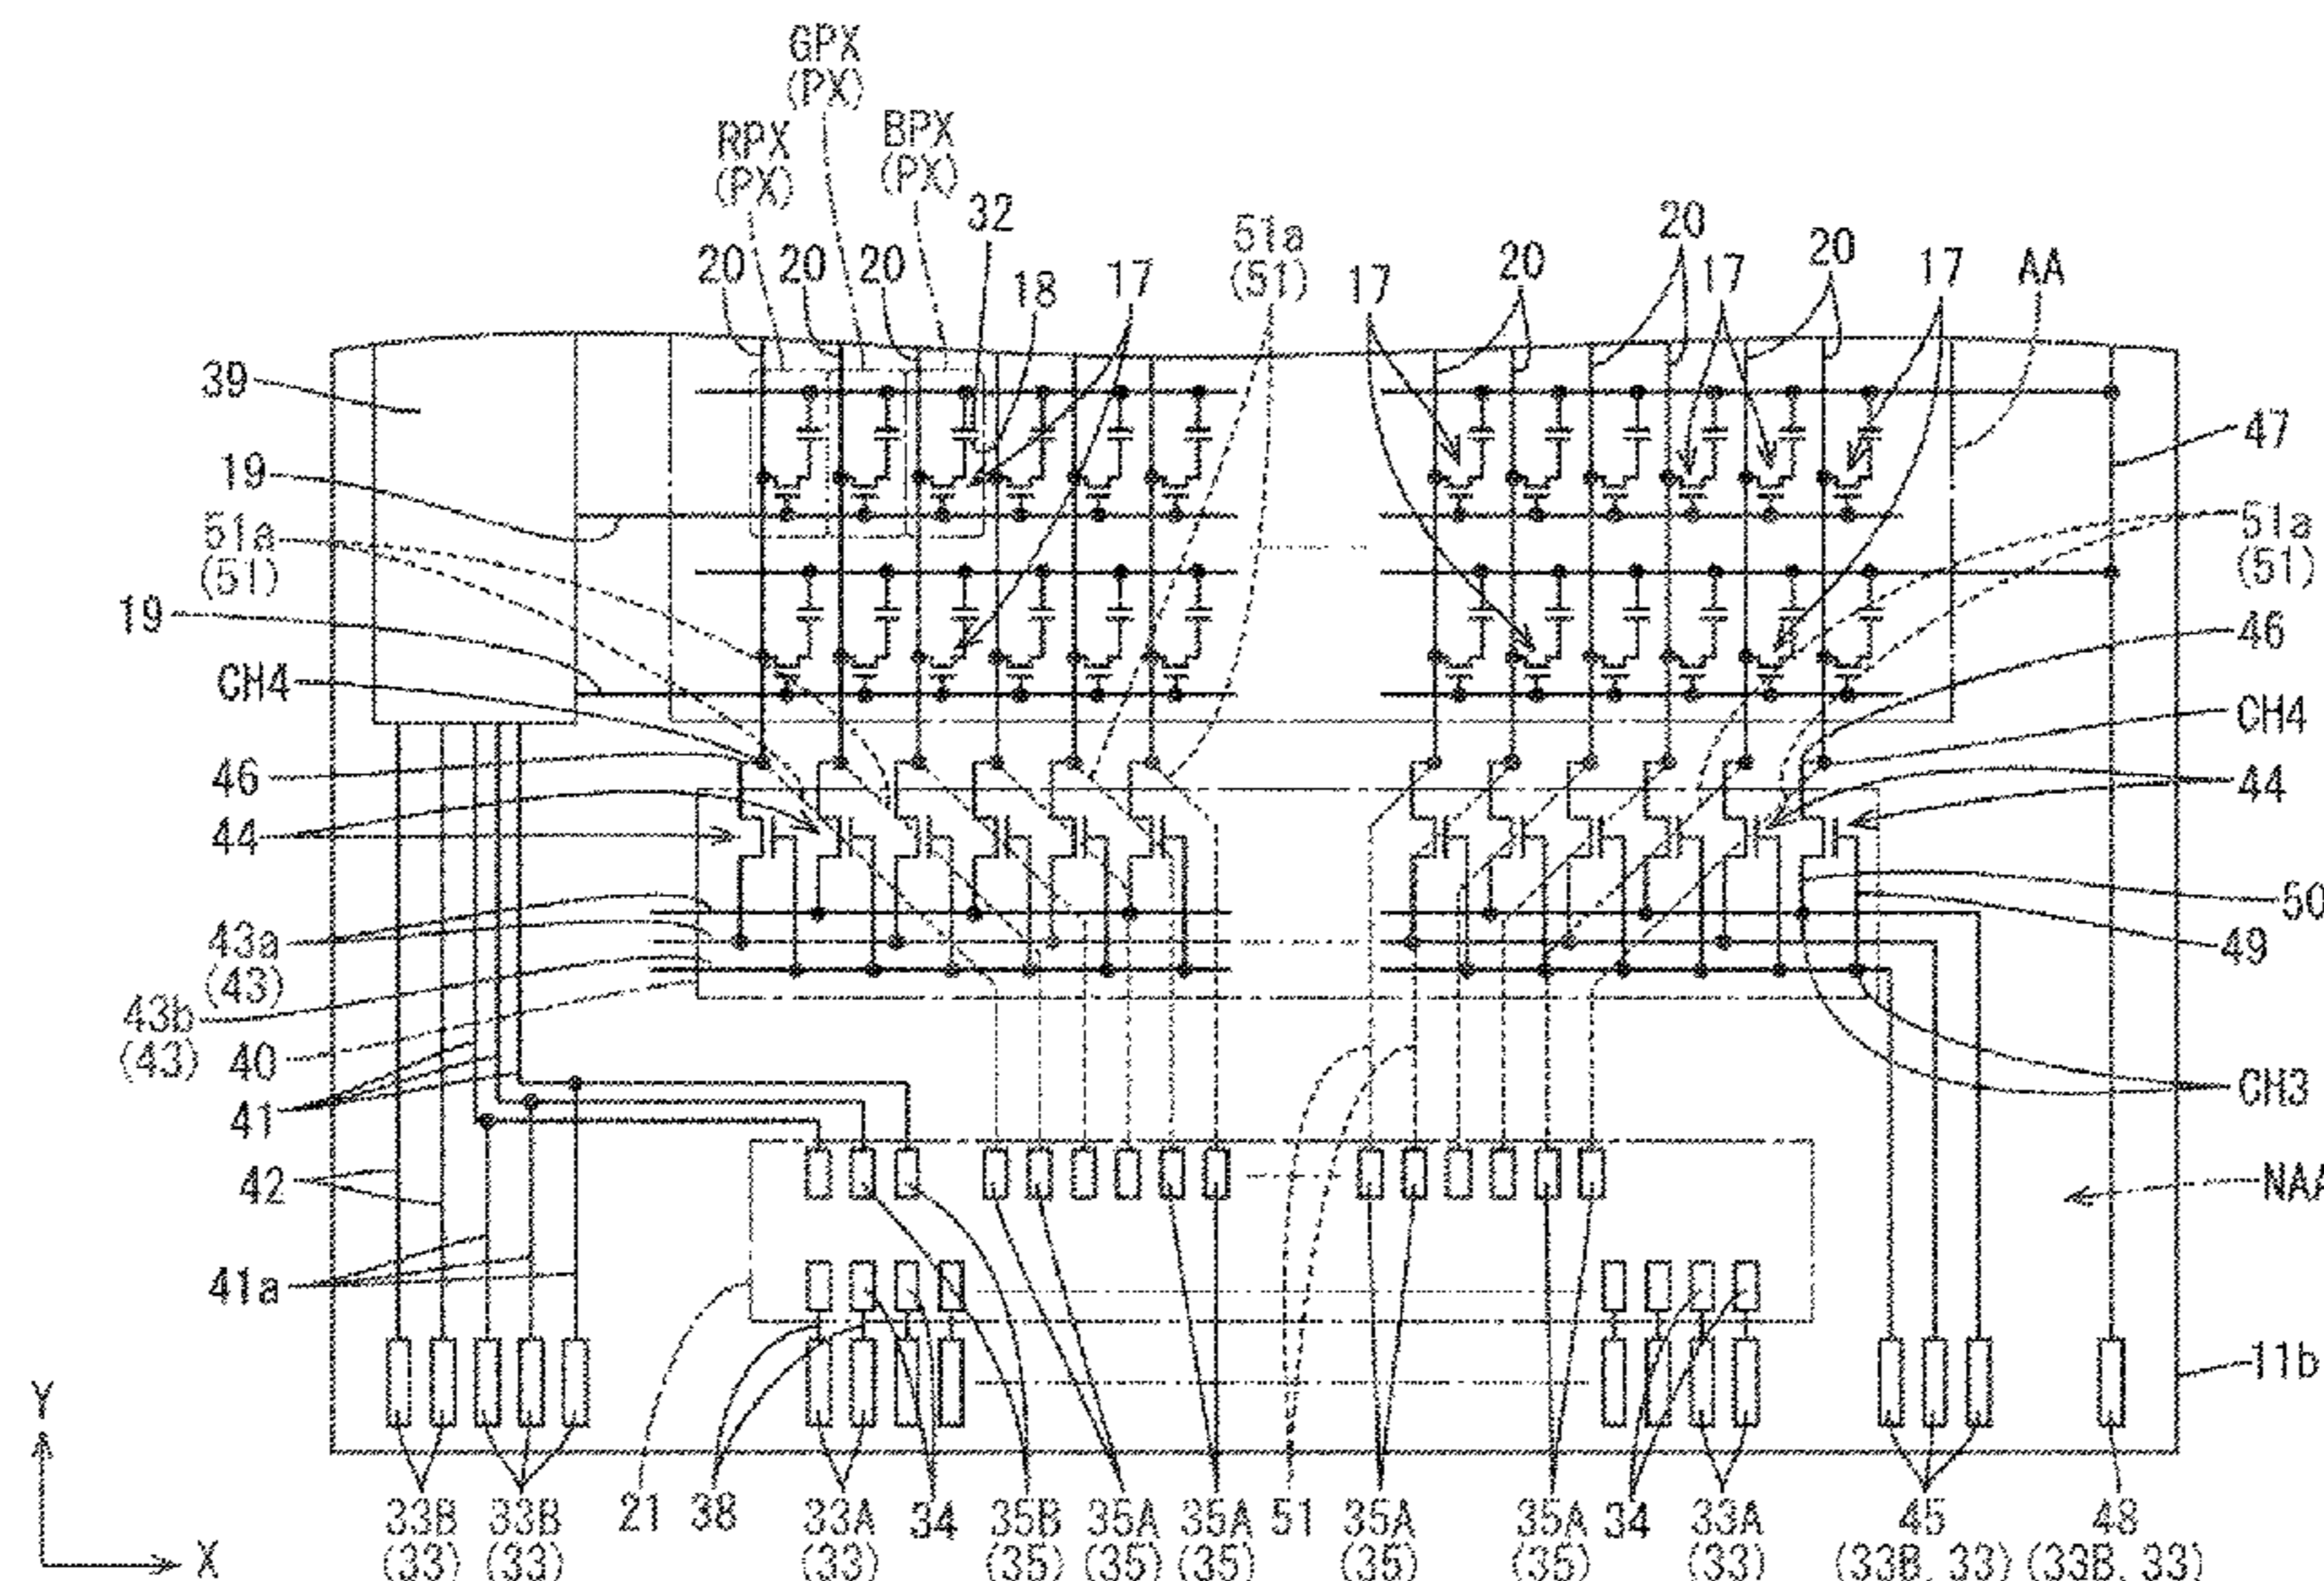 GPX
(PX)
RPX
(PX)
BPX
(PX)
32
20
20
20
18
17
51a
(51)
17
20
20
17
20
17
AA
39
47
19
51a
(51)
51a
(51)
19
46
CH4
CH4
46
44
44
50
43a
(43)
49
43b
(43)
40
41
CH3
42
NAA
41a
11b
Y
X
33B
(33)
33B
(33)
21
38
33A
(33)
34
35B
(35)
35A
(35)
35A
(35)
51
35A
(35)
35A
(35)
34
33A
(33)
45
(33B, 33)
48
(33B, 33)